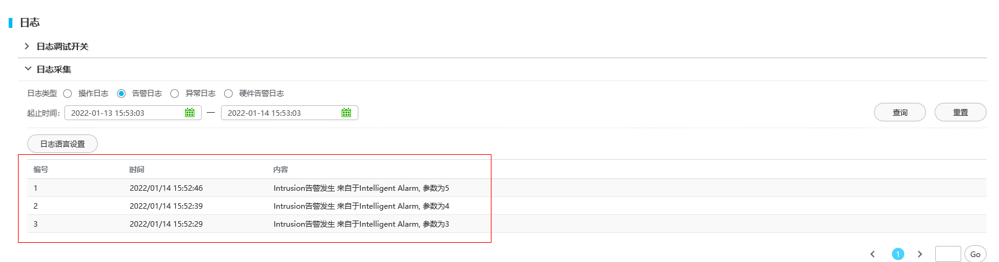 日志
日志调试开关
日志采集
日志类型 操作日志 告警日志 异常日志 硬件告警日志
起止时间: 2022-01-13 15:53:03 — 2022-01-14 15:53:03 查询 重置
日志语言设置
编号 时间 内容
1 2022/01/14 15:52:46 Intrusion告警发生 来自于Intelligent Alarm, 参数为5
2 2022/01/14 15:52:39 Intrusion告警发生 来自于Intelligent Alarm, 参数为4
3 2022/01/14 15:52:29 Intrusion告警发生 来自于Intelligent Alarm, 参数为3
1 Go